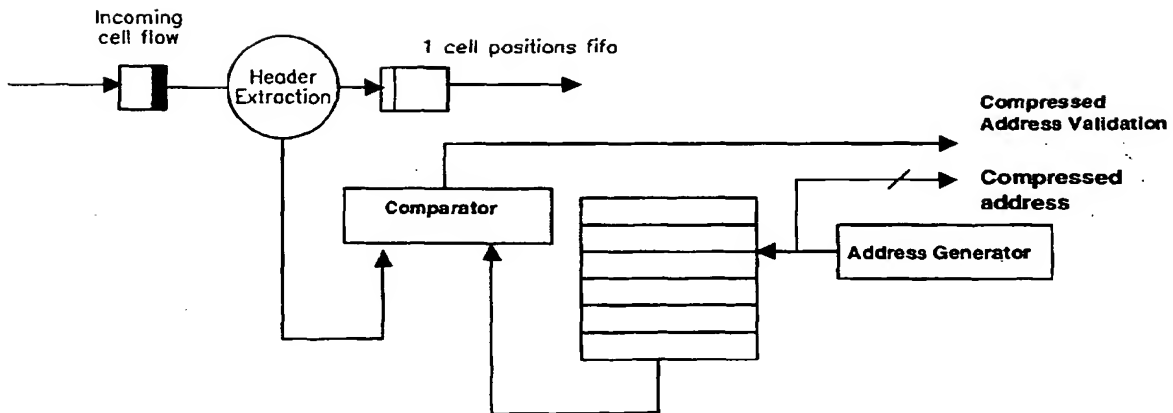 Incoming
cell flow
Header
Extraction
1 cell positions fifo
Compressed
Address Validation
Compressed
address
Comparator
Address Generator